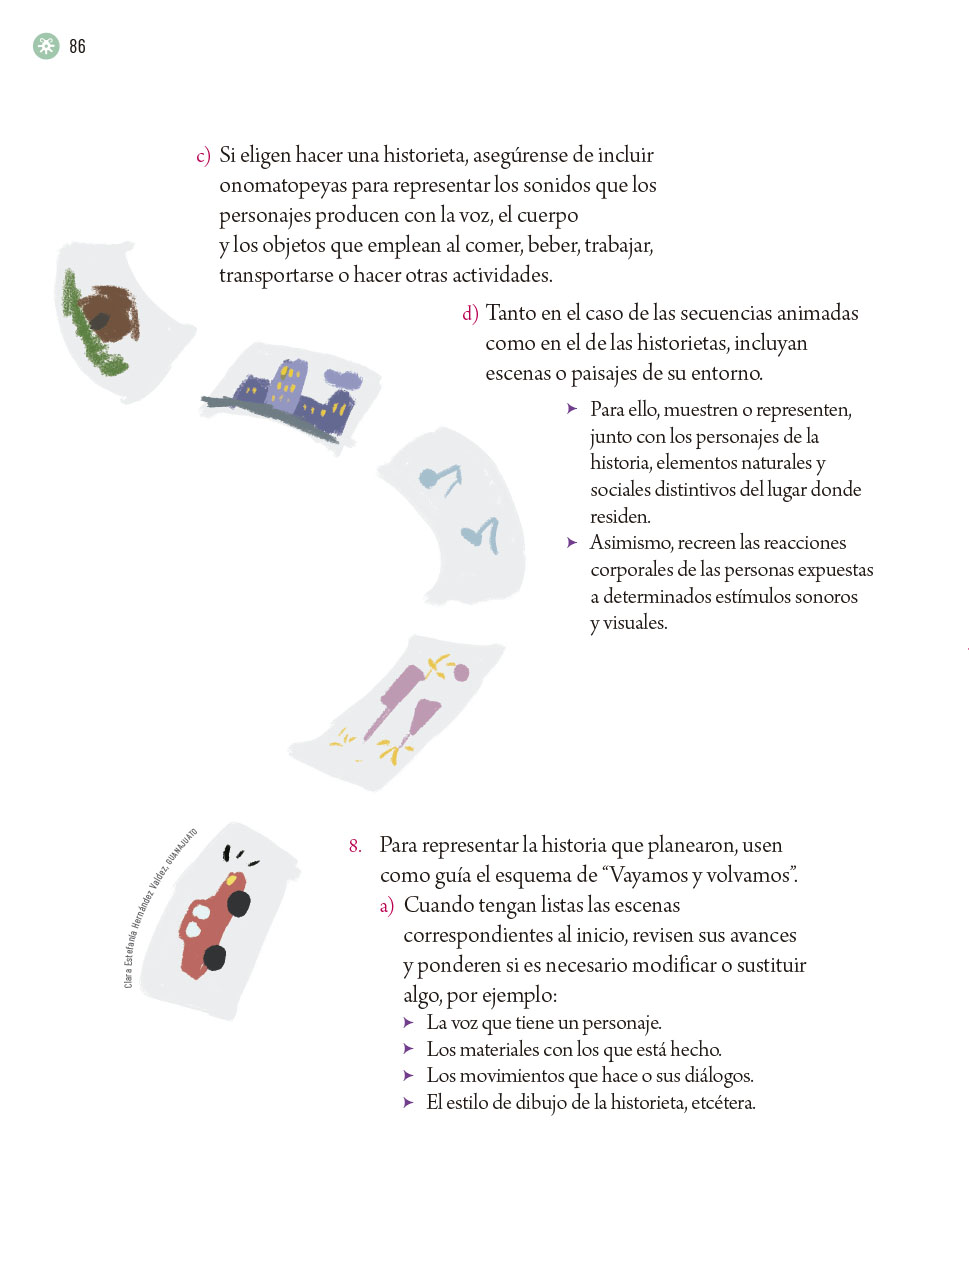 86
c) Si eligen hacer una historieta, asegúrense de incluir
onomatopeyas para representar los sonidos que los
personajes producen con la voz, el cuerpo
y los objetos que emplean al comer, beber, trabajar,
transportarse o hacer otras actividades.
d) Tanto en el caso de las secuencias animadas
como en el de las historietas, incluyan
escenas o paisajes de su entorno.
➤ Para ello, muestren o representen,
junto con los personajes de la
historia, elementos naturales y
sociales distintivos del lugar donde
residen.
➤ Asimismo, recreen las reacciones
corporales de las personas expuestas
a determinados estímulos sonoros
y visuales.
Clara Estefanía Hernández Valdez, GUANAJUATO
8. Para representar la historia que planearon, usen
como guía el esquema de “Vayamos y volvamos”.
a) Cuando tengan listas las escenas
correspondientes al inicio, revisen sus avances
y ponderen si es necesario modificar o sustituir
algo, por ejemplo:
➤ La voz que tiene un personaje.
➤ Los materiales con los que está hecho.
➤ Los movimientos que hace o sus diálogos.
➤ El estilo de dibujo de la historieta, etcétera.